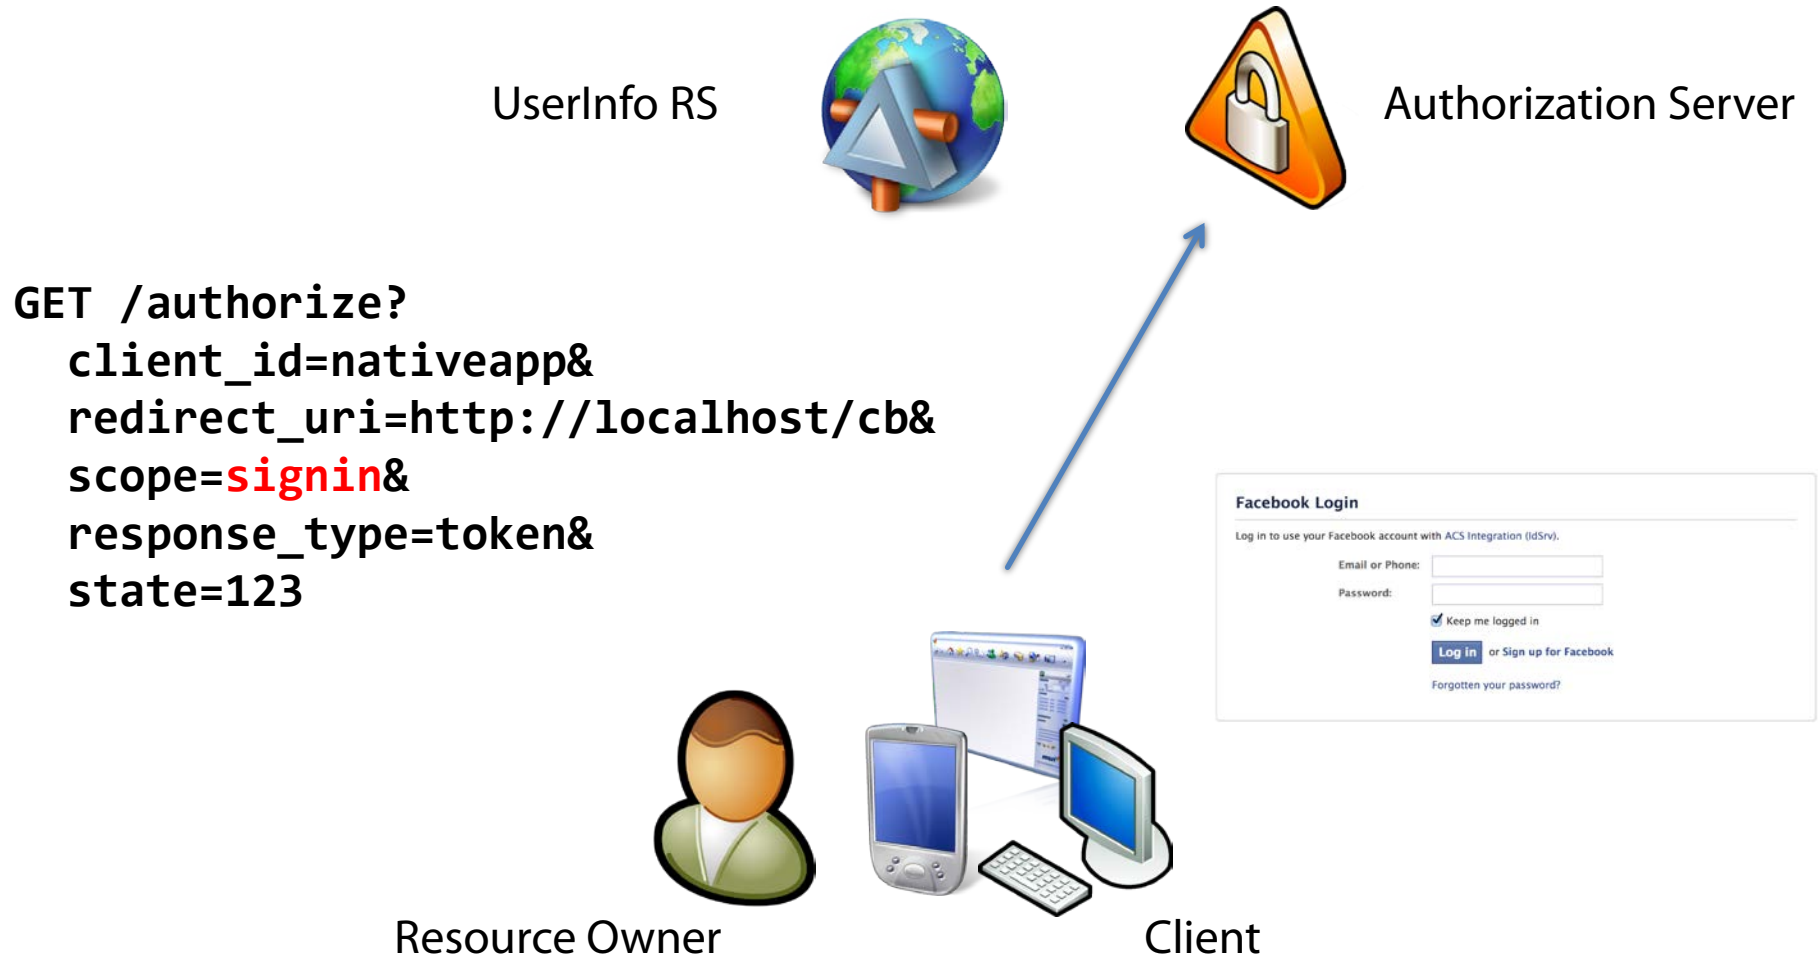 UserInfo RS
Authorization Server
GET /authorize?
client_id=nativeapp&
redirect_uri=http://localhost/cb&
scope=signin&
response_type=token&
state=123
Facebook Login
Log in to use your Facebook account with ACS Integration (IdSrv).
Email or Phone:
Password:
Keep me logged in
Log in or Sign up for Facebook
Forgotten your password?
Resource Owner
Client